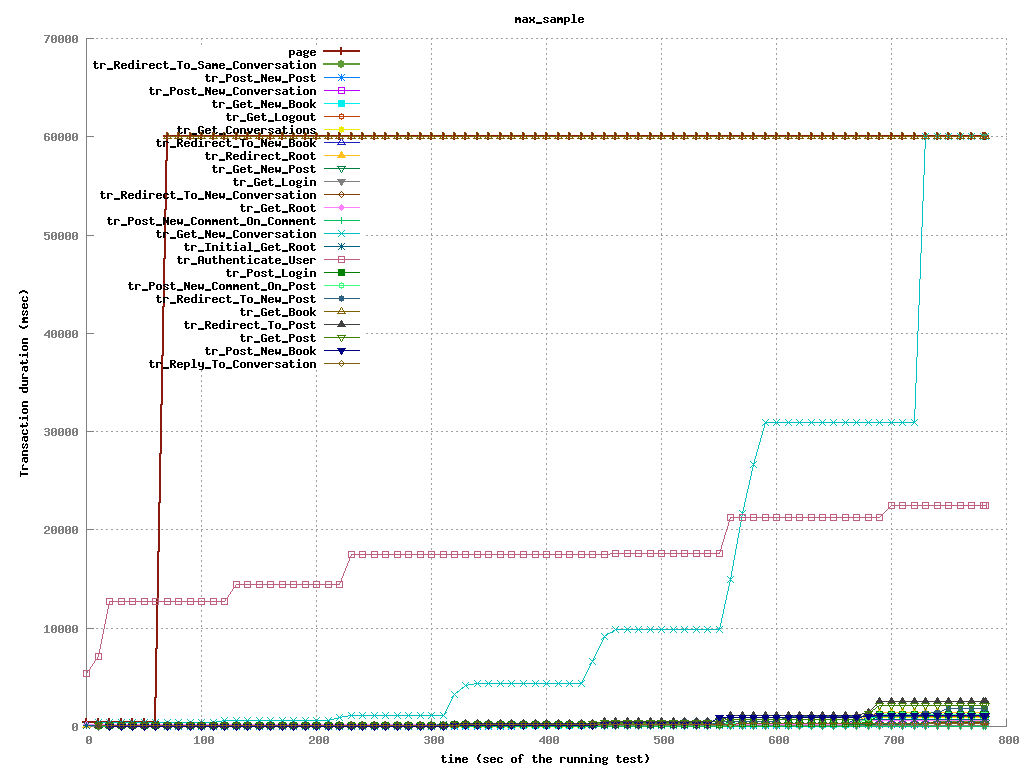 max_sample
70000
60000
50000
40000
30000
20000
10000
0
Transaction duration (msec)
page
tr_Redirect_To_Same_Conversation
tr_Post_New_Post
tr_Post_New_Conversation
tr_Get_New_Book
tr_Get_Logout
tr_Get_Conversations
tr_Redirect_To_New_Book
tr_Redirect_Root
tr_Get_New_Post
tr_Get_Login
tr_Redirect_To_New_Conversation
tr_Get_Root
tr_Post_New_Comment_On_Comment
tr_Get_New_Conversation
tr_Initial_Get_Root
tr_Authenticate_User
tr_Post_Login
tr_Post_New_Comment_On_Post
tr_Redirect_To_New_Post
tr_Get_Book
tr_Redirect_To_Post
tr_Get_Post
tr_Post_New_Book
tr_Reply_To_Conversation
0 100 200 300 400 500 600 700 800
time (sec of the running test)